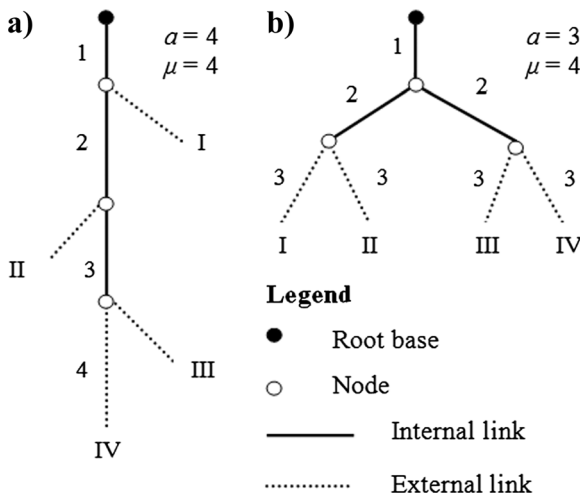 a)
a = 4
μ = 4
1
I
2
II
3
III
4
IV
b)
a = 3
μ = 4
1
2 2
3 3 3 3
I II III IV
Legend
Root base
Node
Internal link
External link